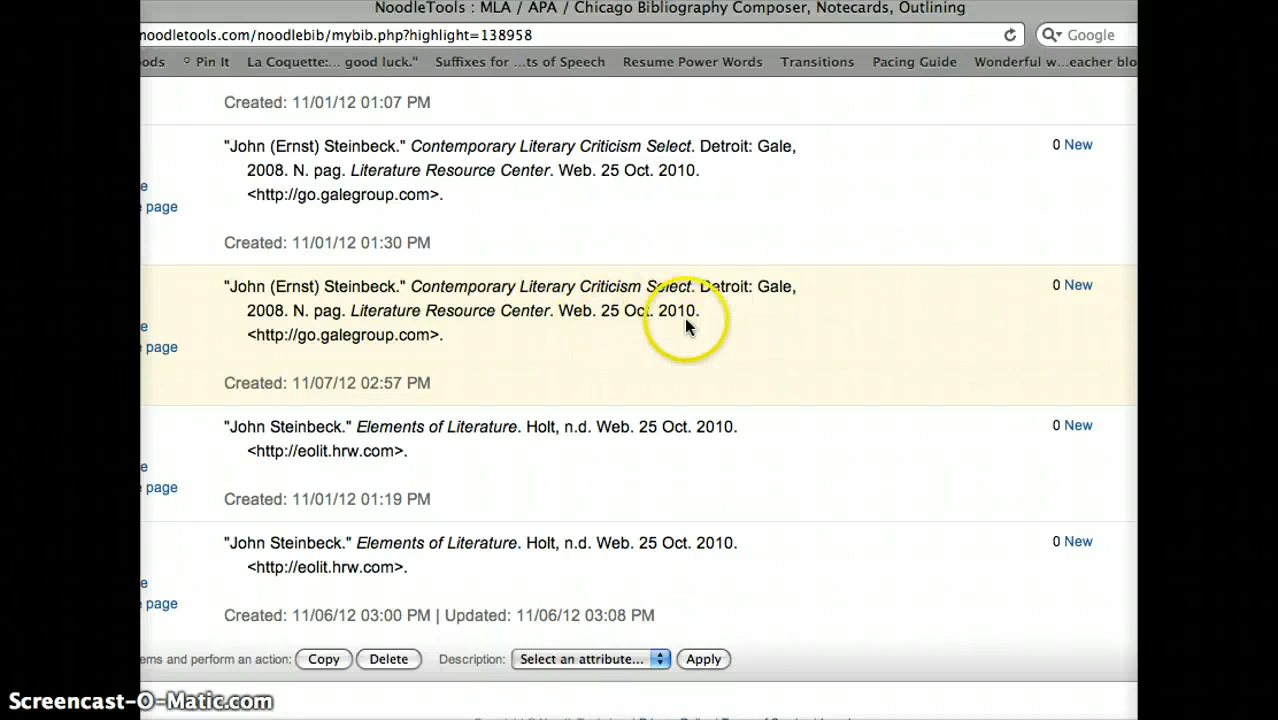 NoodleTools : MLA / APA / Chicago Bibliography Composer, Notecards, Outlining
noodletools.com/noodlebib/mybib.php?highlight=138958
Google
ods Pin It La Coquette:... good luck." Suffixes for ...ts of Speech Resume Power Words Transitions Pacing Guide Wonderful w...eacher blo
Created: 11/01/12 01:07 PM
"John (Ernst) Steinbeck." Contemporary Literary Criticism Select. Detroit: Gale,
0 New
2008. N. pag. Literature Resource Center. Web. 25 Oct. 2010.
e
<http://go.galegroup.com>.
page
Created: 11/01/12 01:30 PM
"John (Ernst) Steinbeck." Contemporary Literary Criticism Select. Detroit: Gale,
0 New
2008. N. pag. Literature Resource Center. Web. 25 Oct. 2010.
e
<http://go.galegroup.com>.
page
Created: 11/07/12 02:57 PM
"John Steinbeck." Elements of Literature. Holt, n.d. Web. 25 Oct. 2010.
0 New
<http://eolit.hrw.com>.
e
page
Created: 11/01/12 01:19 PM
"John Steinbeck." Elements of Literature. Holt, n.d. Web. 25 Oct. 2010.
0 New
<http://eolit.hrw.com>.
e
page
Created: 11/06/12 03:00 PM | Updated: 11/06/12 03:08 PM
ems and perform an action: Copy Delete Description: Select an attribute... Apply
Screencast-O-Matic.com